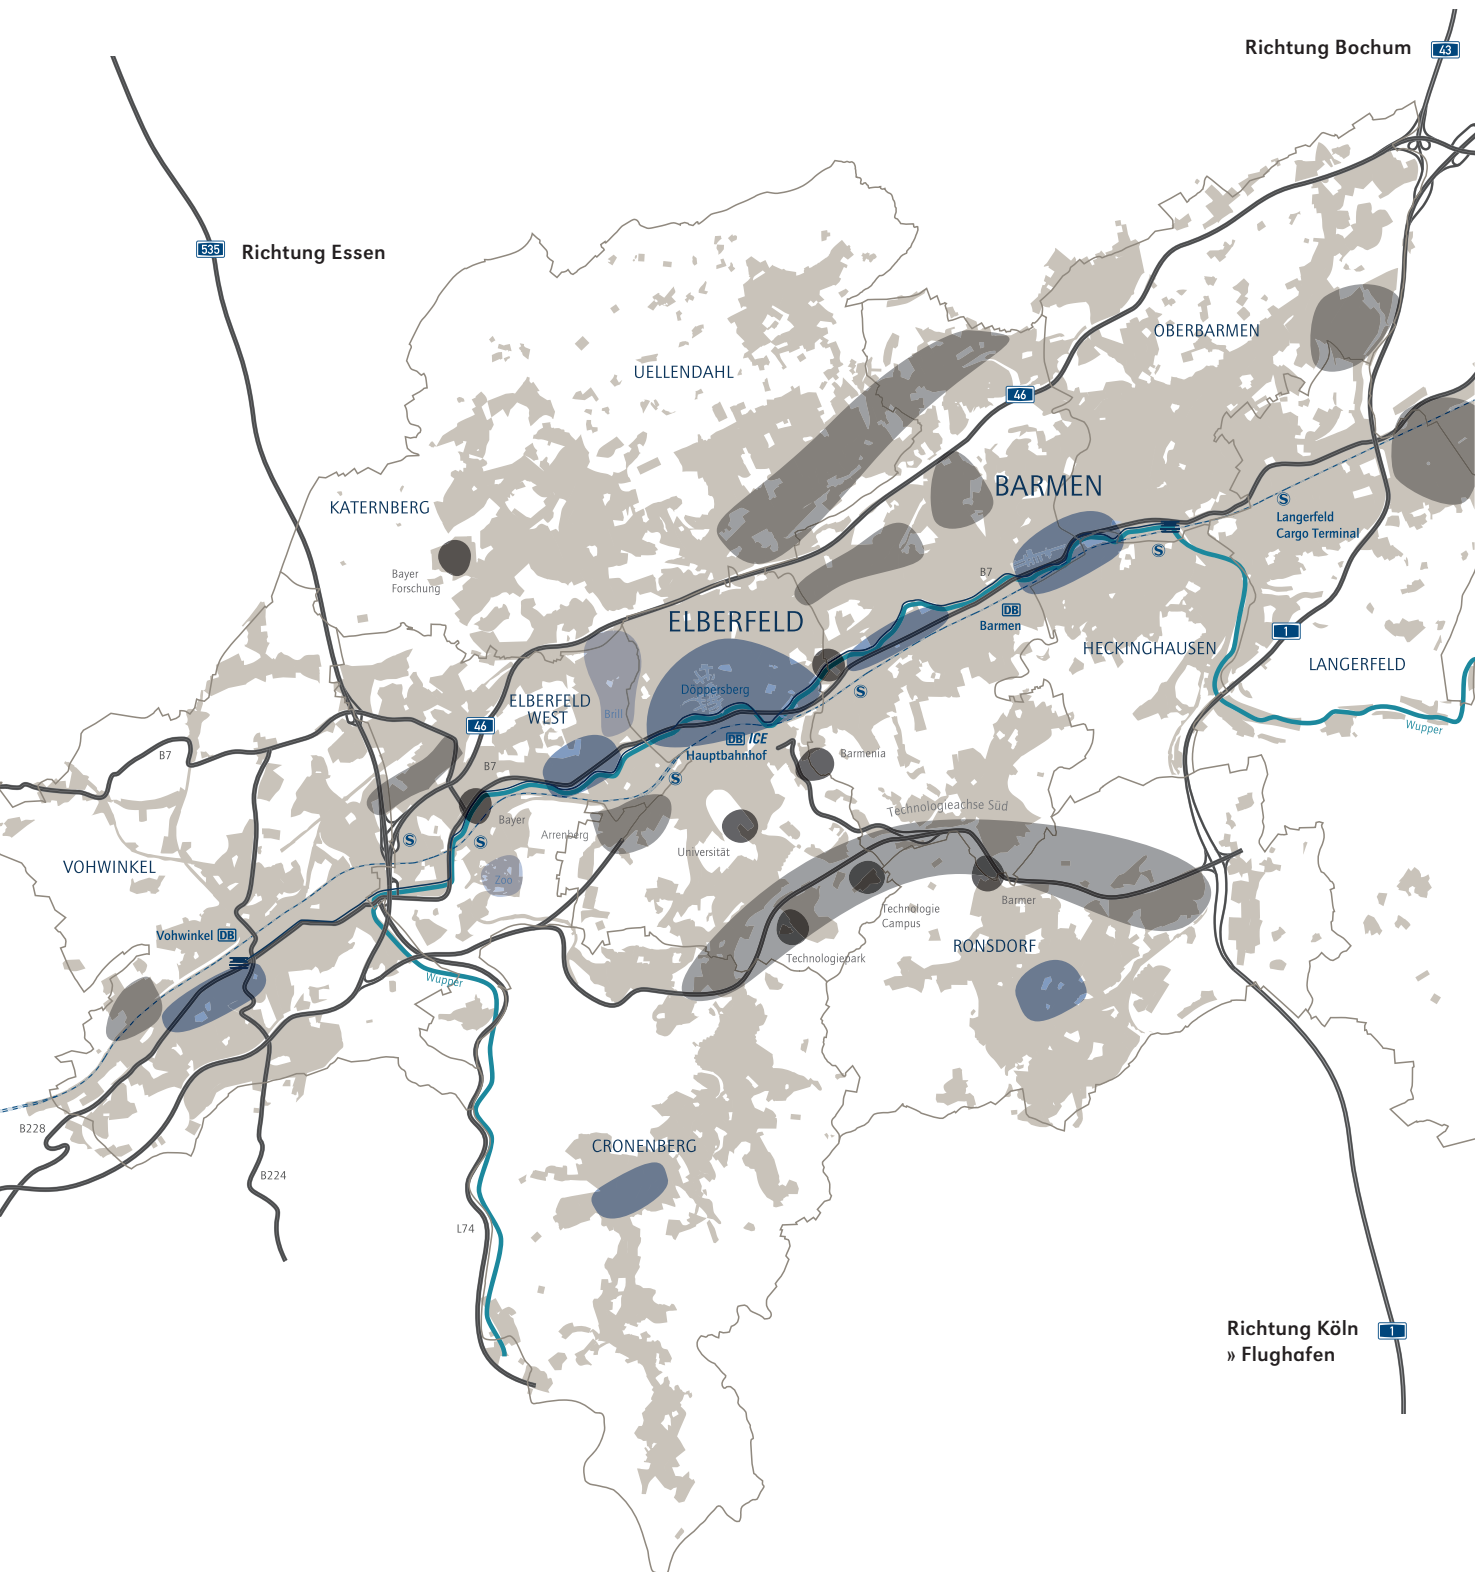 Richtung Bochum
43
535
Richtung Essen
OBERBARMEN
UELLENDAHL
46
BARMEN
KATERNBERG
S
Langerfeld
Cargo Terminal
S
Bayer
Forschung
B7
DB
Barmen
ELBERFELD
1
HECKINGHAUSEN
LANGERFELD
Döppersberg
S
ELBERFELD
WEST
Brill
46
Wupper
DB ICE
Hauptbahnhof
B7
Barmenia
B7
S
Technologieachse Süd
Bayer
Arrenberg
S
S
Universität
VOHWINKEL
Zoo
Barmer
Technologie
Campus
Vohwinkel DB
RONSDORF
Technologiepark
Wupper
B228
CRONENBERG
B224
L74
Richtung Köln
» Flughafen
1